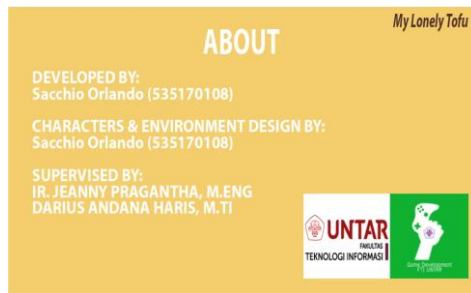 My Lonely Tofu
ABOUT
DEVELOPED BY:
Sacchio Orlando (535170108)
CHARACTERS & ENVIRONMENT DESIGN BY:
Sacchio Orlando (535170108)
SUPERVISED BY:
IR. JEANNY PRAGANTHA, M.ENG
DARIUS ANDANA HARIS, M.TI
UNTAR
FAKULTAS
TEKNOLOGI INFORMASI
Game Development